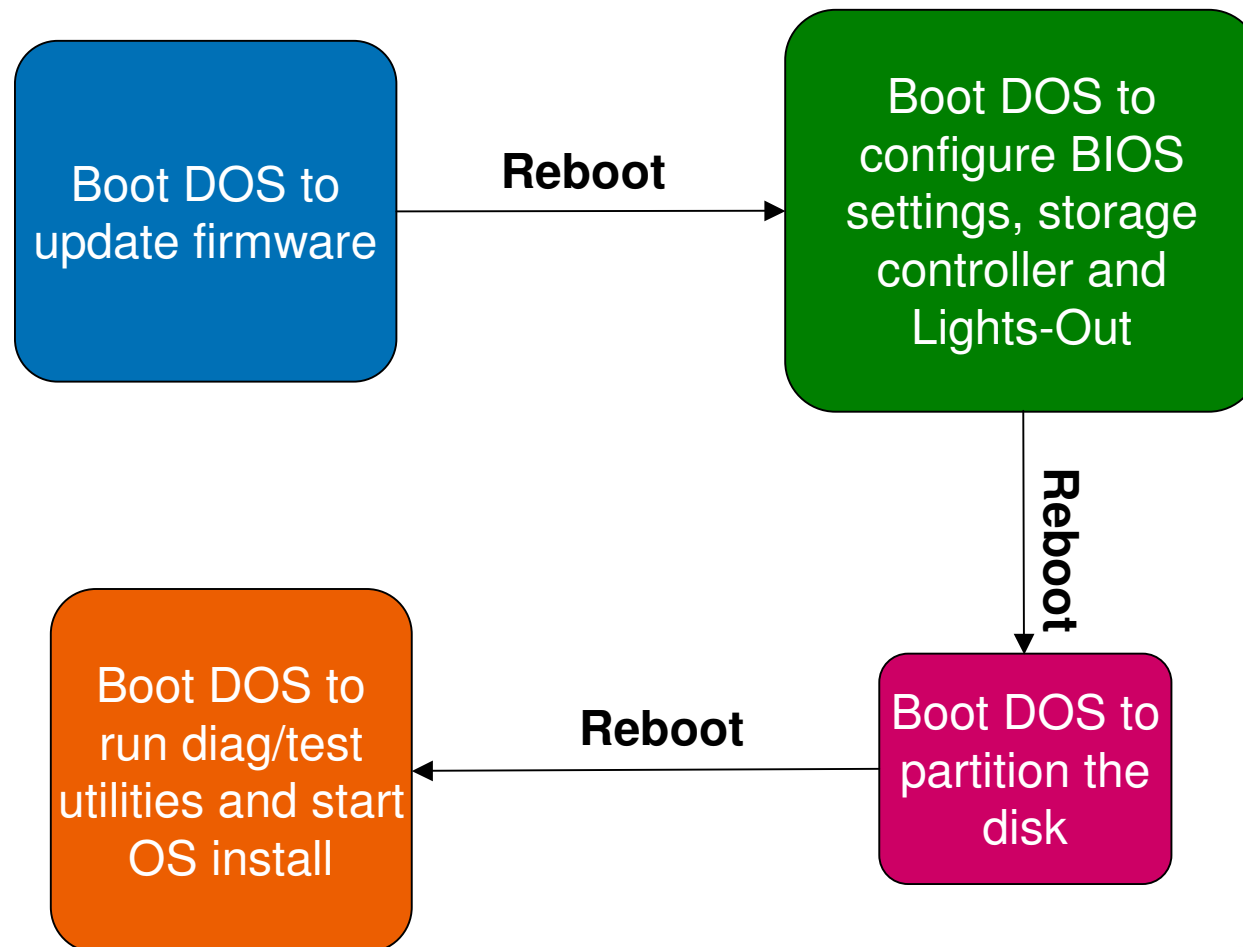 Boot DOS to
update firmware
Reboot
Boot DOS to
configure BIOS
settings, storage
controller and
Lights-Out
Reboot
Boot DOS to
partition the
disk
Reboot
Boot DOS to
run diag/test
utilities and start
OS install